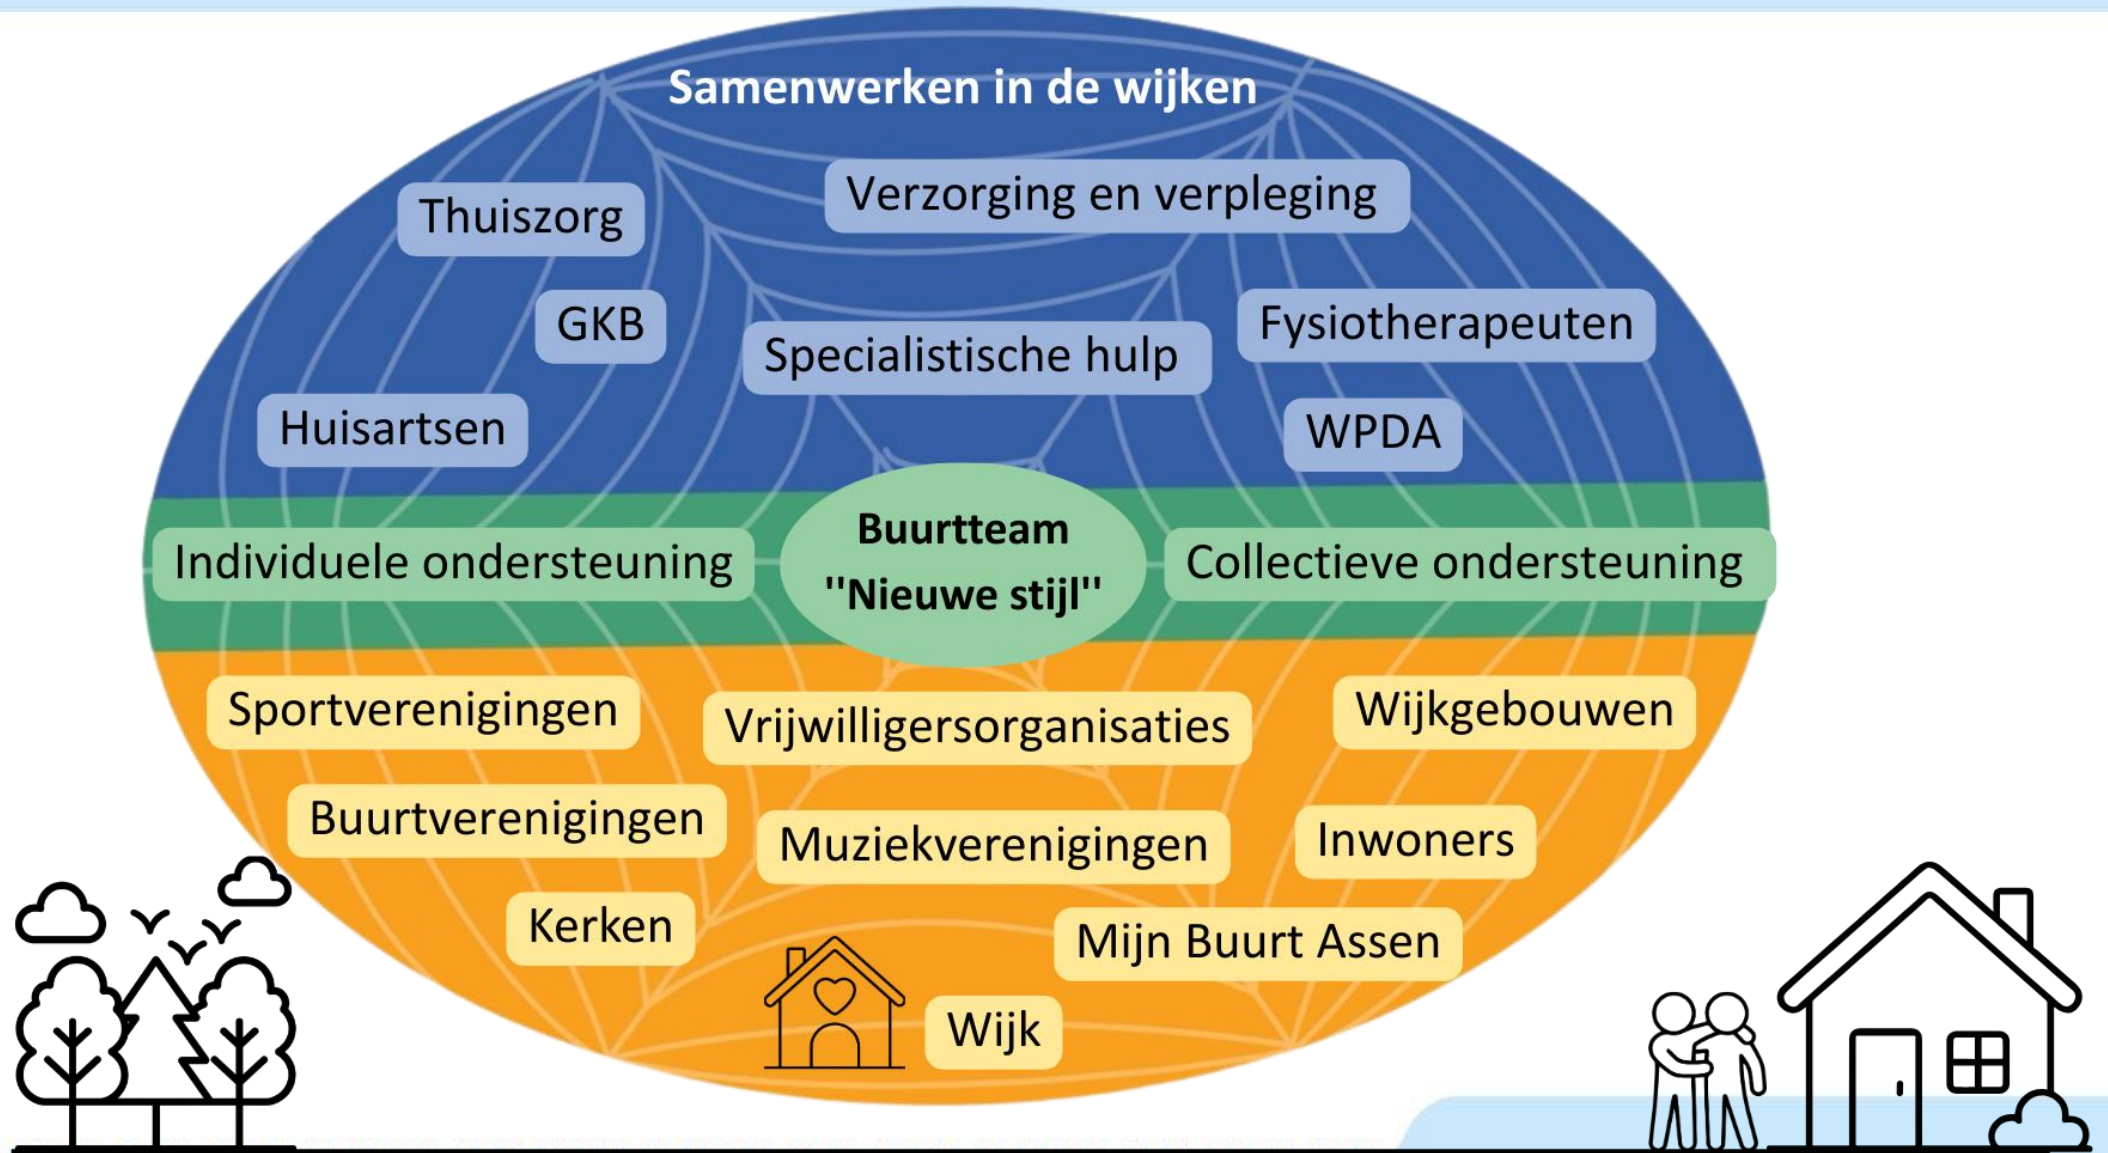 Samenwerken in de wijken
Verzorging en verpleging
Thuiszorg
GKB
Fysiotherapeuten
Specialistische hulp
Huisartsen
WPDA
Individuele ondersteuning
Buurtteam
"Nieuwe stijl"
Collectieve ondersteuning
Sportverenigingen
Vrijwilligersorganisaties
Wijkgebouwen
Buurtverenigingen
Muziekverenigingen
Inwoners
Kerken
Mijn Buurt Assen
Wijk